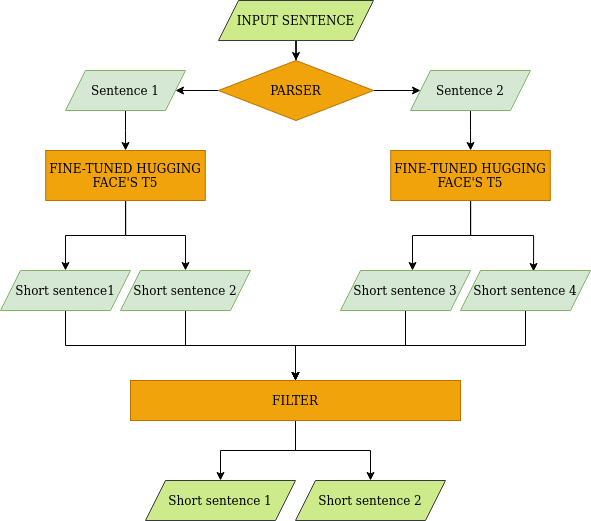 INPUT SENTENCE
PARSER
Sentence 1
Sentence 2
FINE-TUNED HUGGING
FACE'S T5
FINE-TUNED HUGGING
FACE'S T5
Short sentence1
Short sentence 2
Short sentence 3
Short sentence 4
FILTER
Short sentence 1
Short sentence 2